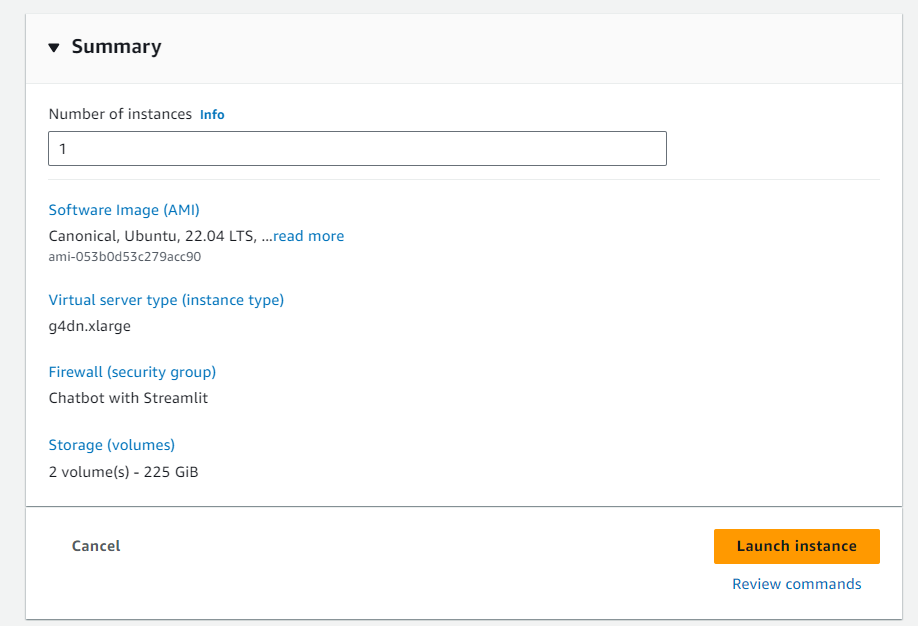 Summary
Number of instances Info
1
Software Image (AMI)
Canonical, Ubuntu, 22.04 LTS, ...read more
ami-053b0d53c279acc90
Virtual server type (instance type)
g4dn.xlarge
Firewall (security group)
Chatbot with Streamlit
Storage (volumes)
2 volume(s) - 225 GiB
Cancel
Launch instance
Review commands